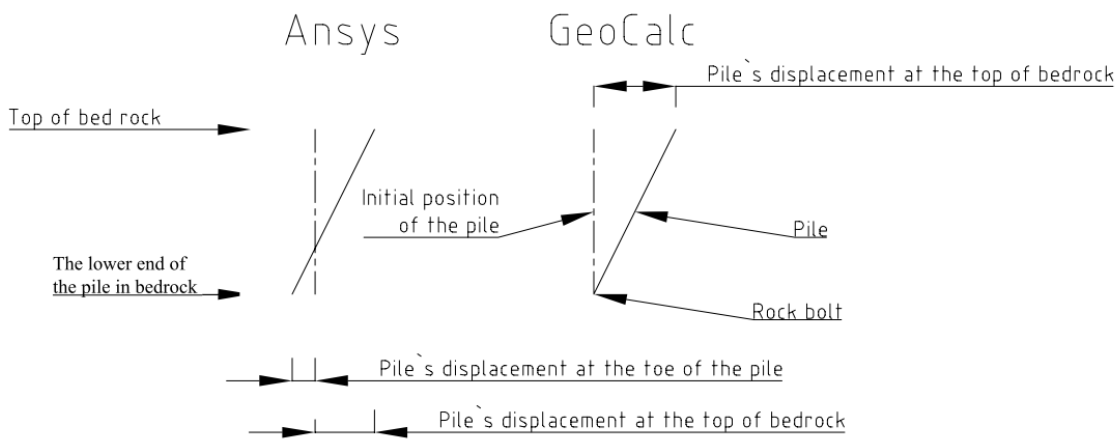 Ansys
GeoCalc
Pile`s displacement at the top of bedrock
Top of bed rock
Initial position
of the pile
Pile
The lower end of
the pile in bedrock
Rock bolt
Pile`s displacement at the toe of the pile
Pile`s displacement at the top of bedrock